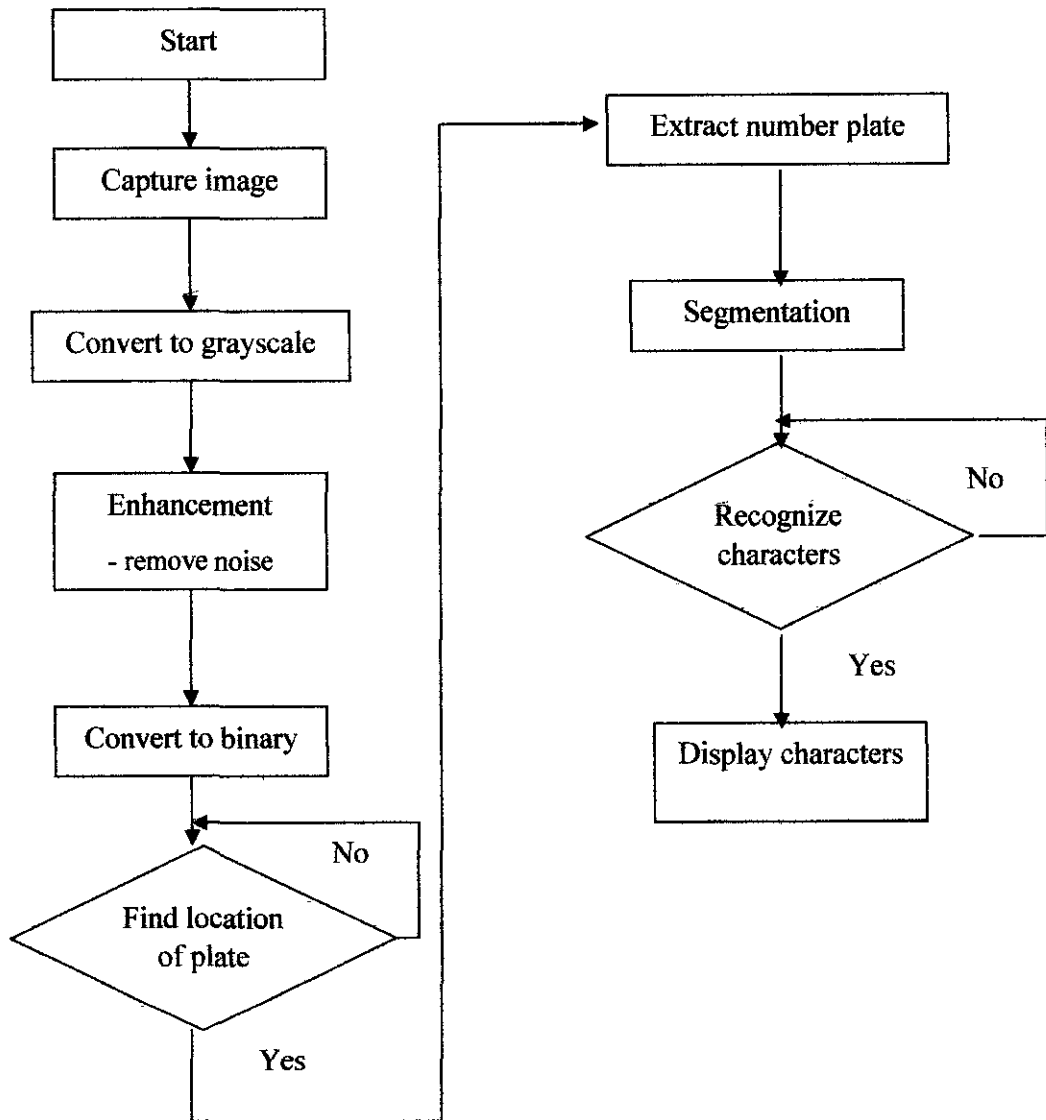 Start
Capture image
Convert to grayscale
Enhancement
- remove noise
Convert to binary
No
Find location
of plate
Yes
Extract number plate
Segmentation
No
Recognize
characters
Yes
Display characters